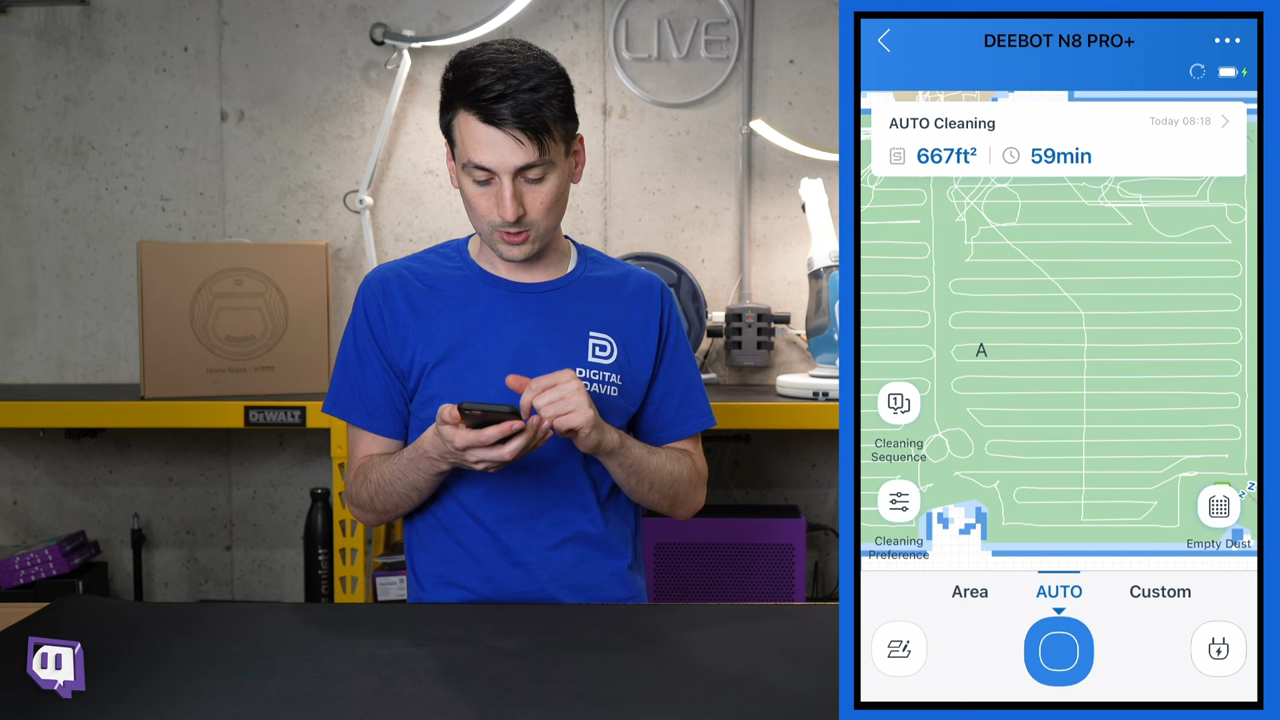 LIVE
DEWALT
DIGITAL
DAVID
DEEBOT N8 PRO+
AUTO Cleaning
Today 08:18
667ft²
59min
A
1
Cleaning
Sequence
Cleaning
Preference
z
Z
Empty Dust
Area
AUTO
Custom